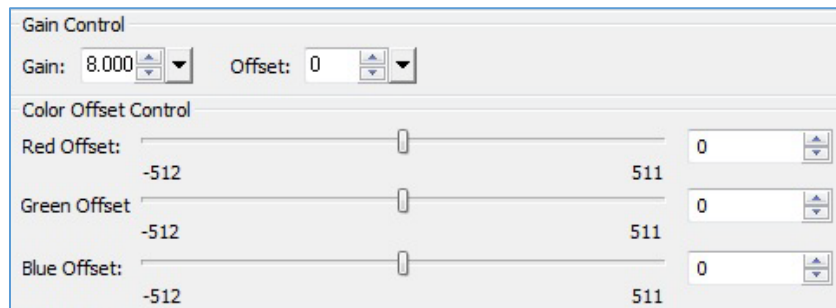 Gain Control
Gain: 8.000 Offset: 0
Color Offset Control
Red Offset: 0
-512 511
Green Offset 0
-512 511
Blue Offset: 0
-512 511